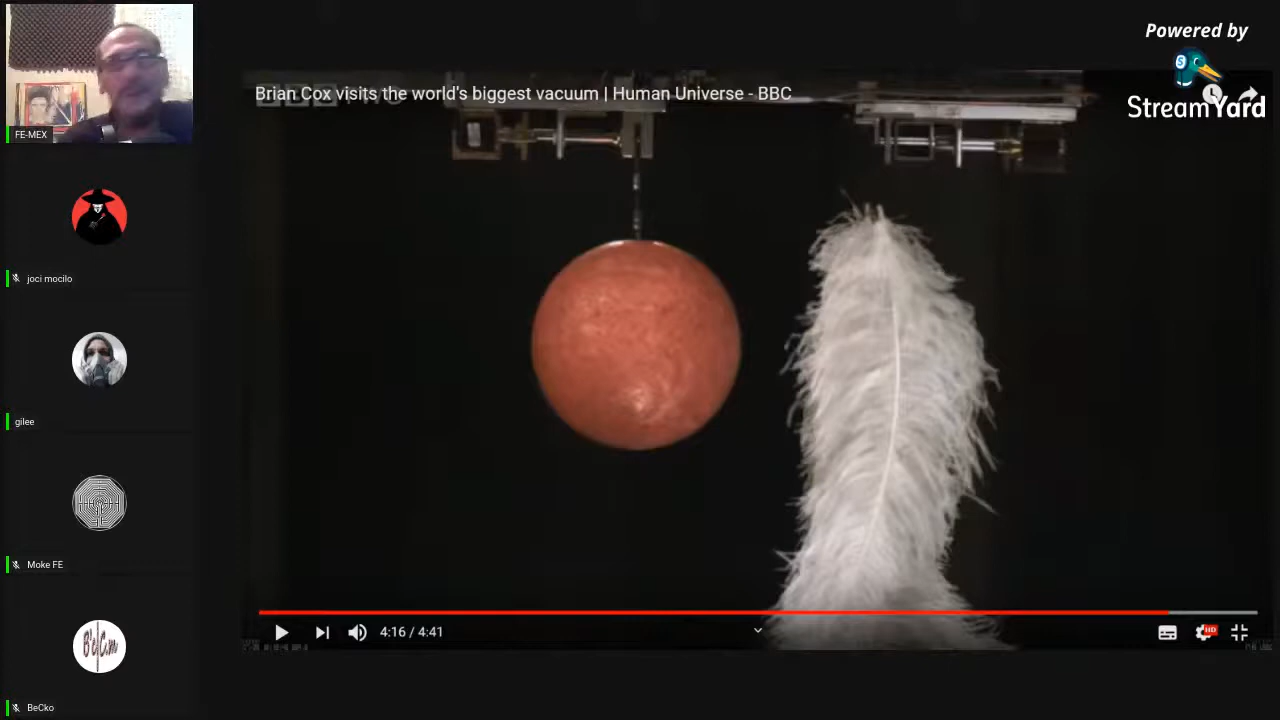 Powered by
StreamYard
Brian Cox visits the world's biggest vacuum | Human Universe - BBC
FE-MEX
joci mocilo
gilee
Moke FE
BeCko
4:16 / 4:41
HD